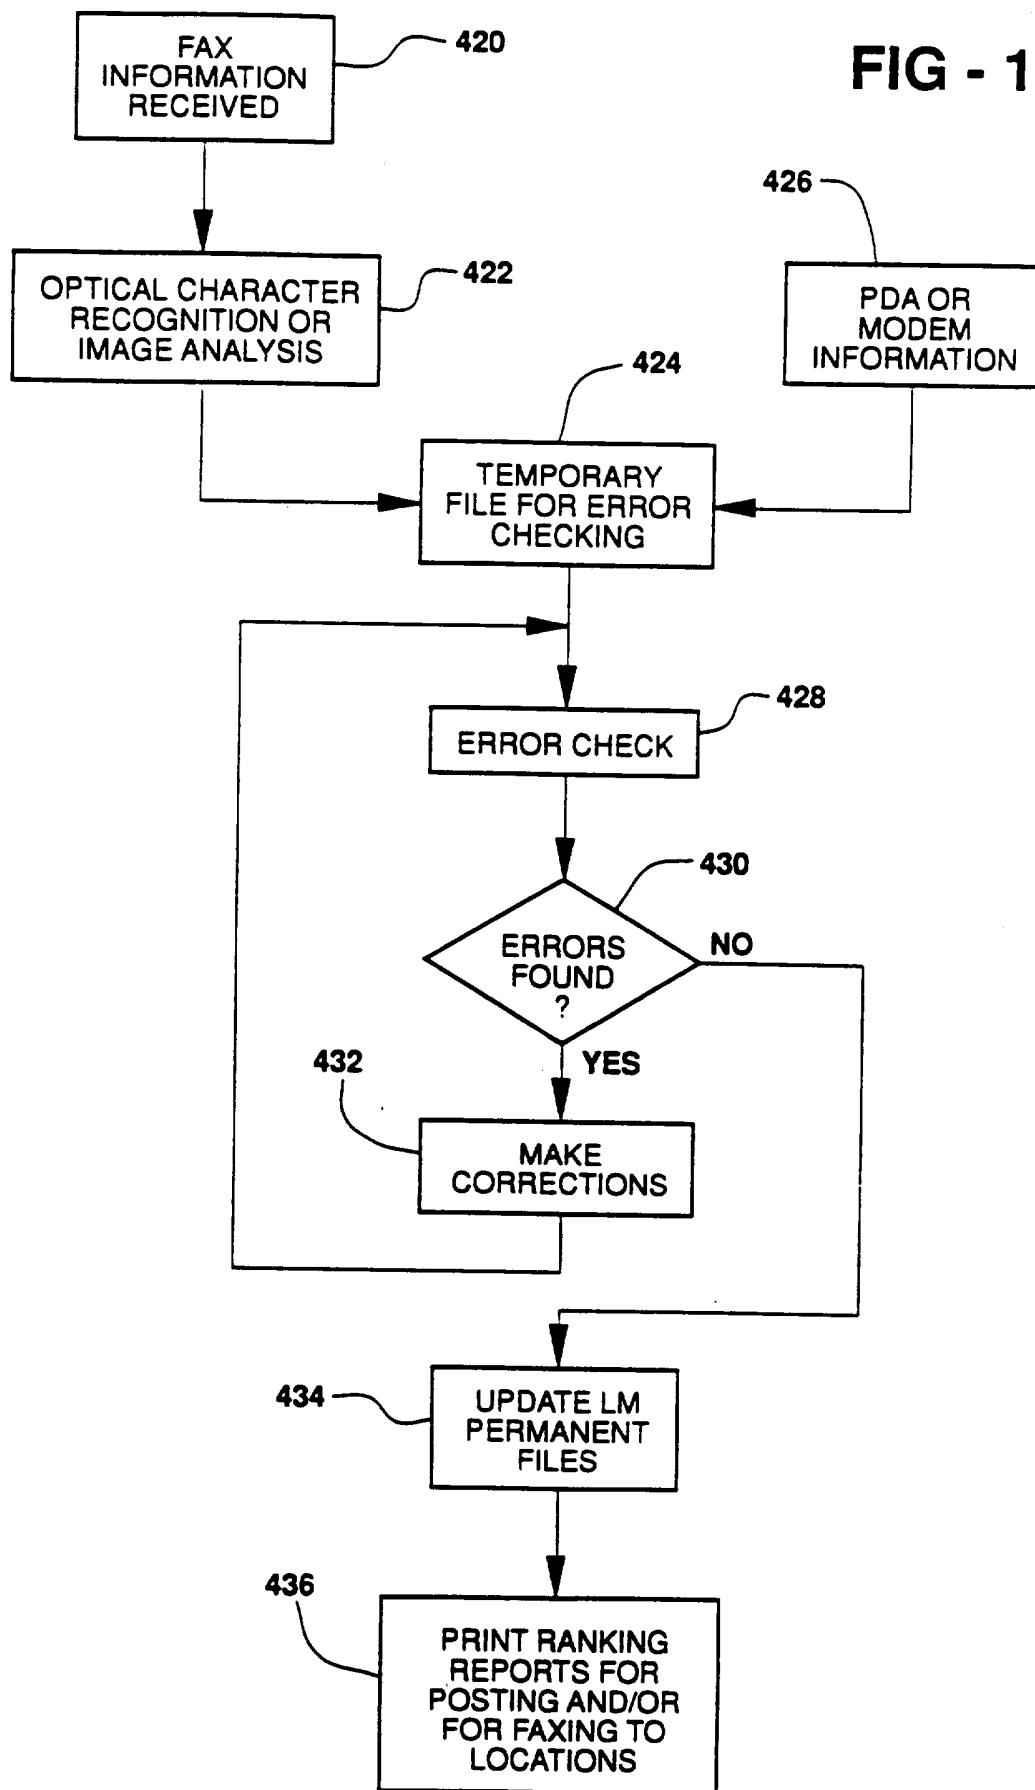 FAX
INFORMATION
RECEIVED
420
FIG - 1
426
OPTICAL CHARACTER
RECOGNITION OR
IMAGE ANALYSIS
422
PDA OR
MODEM
INFORMATION
424
TEMPORARY
FILE FOR ERROR
CHECKING
ERROR CHECK
428
430
ERRORS
FOUND
?
NO
YES
432
MAKE
CORRECTIONS
434
UPDATE LM
PERMANENT
FILES
436
PRINT RANKING
REPORTS FOR
POSTING AND/OR
FOR FAXING TO
LOCATIONS